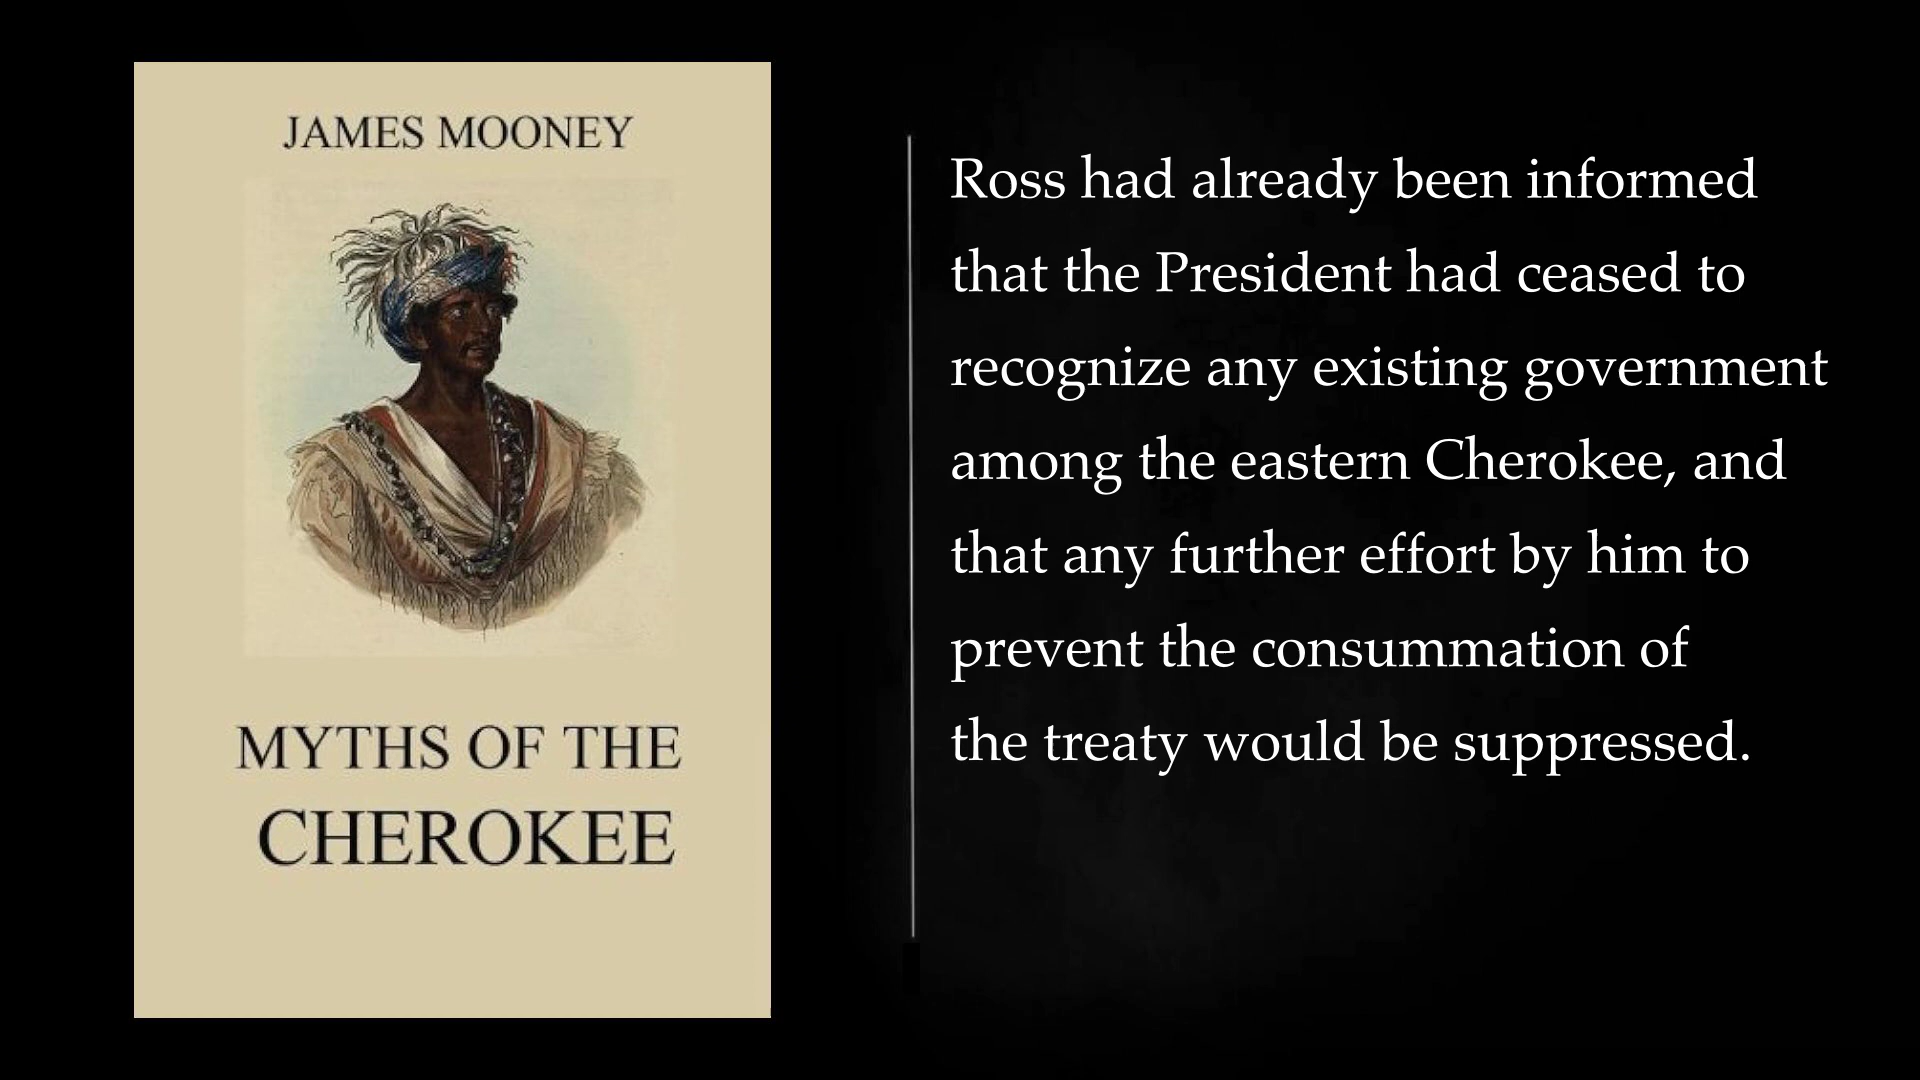 JAMES MOONEY
MYTHS OF THE
CHEROKEE
Ross had already been informed
that the President had ceased to
recognize any existing government
among the eastern Cherokee, and
that any further effort by him to
prevent the consummation of
the treaty would be suppressed.